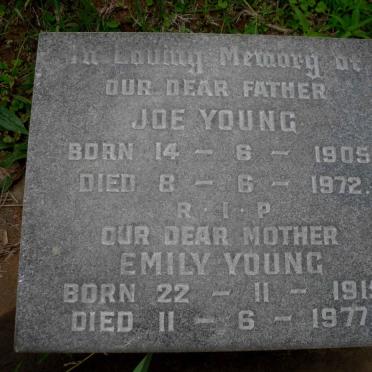 In Loving Memory of
OUR DEAR FATHER
JOE YOUNG
BORN 14 - 6 - 1905
DIED 8 - 6 - 1972.
R·I·P
OUR DEAR MOTHER
EMILY YOUNG
BORN 22 - 11 -
DIED 11 - 6 - 1977